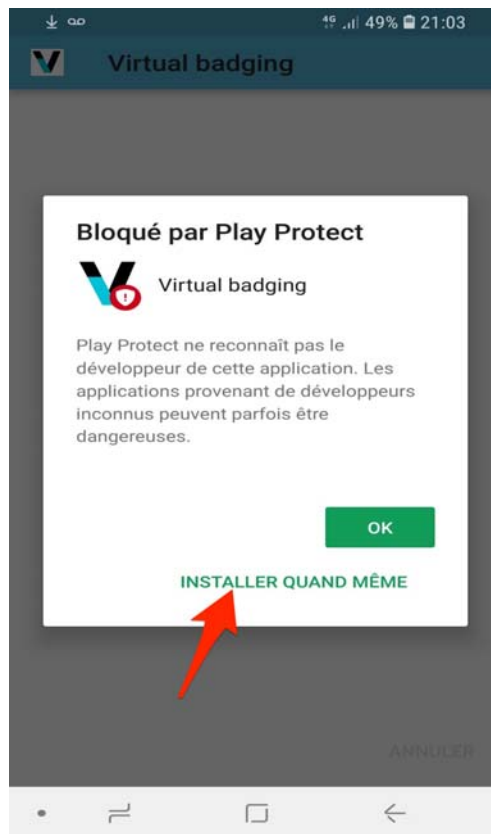 4G 49% 21:03
Virtual badging
Bloqué par Play Protect
Virtual badging
Play Protect ne reconnaît pas le
développeur de cette application. Les
applications provenant de développeurs
inconnus peuvent parfois être
dangereuses.
OK
INSTALLER QUAND MÊME
ANNULER